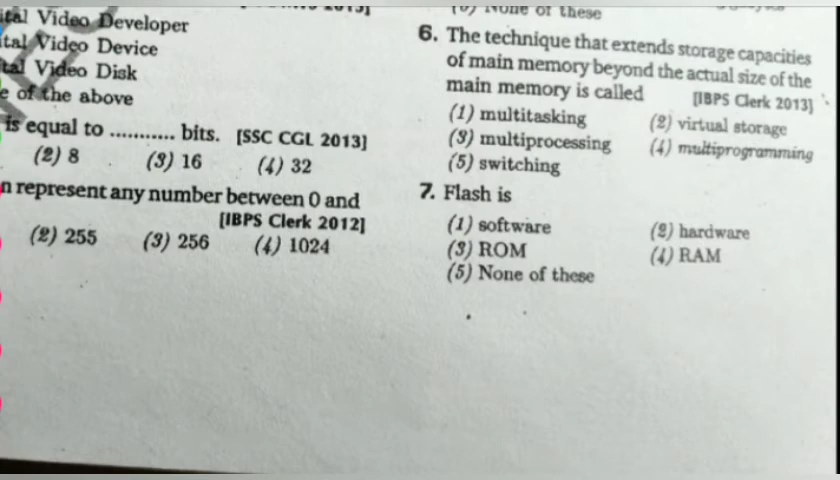 ital Video Developer
ital Video Device
tal Video Disk
e of the above
is equal to ........... bits. [SSC CGL 2013]
(2) 8 (3) 16 (4) 32
n represent any number between 0 and
[IBPS Clerk 2012]
(2) 255 (3) 256 (4) 1024
None of these
6. The technique that extends storage capacities
of main memory beyond the actual size of the
main memory is called [IBPS Clerk 2013]
(1) multitasking (2) virtual storage
(3) multiprocessing (4) multiprogramming
(5) switching
7. Flash is
(1) software (2) hardware
(3) ROM (4) RAM
(5) None of these